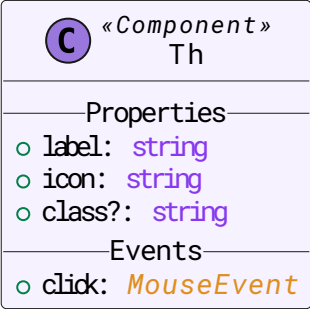 C
«Component»
Th
Properties
label: string
icon: string
class?: string
Events
click: MouseEvent